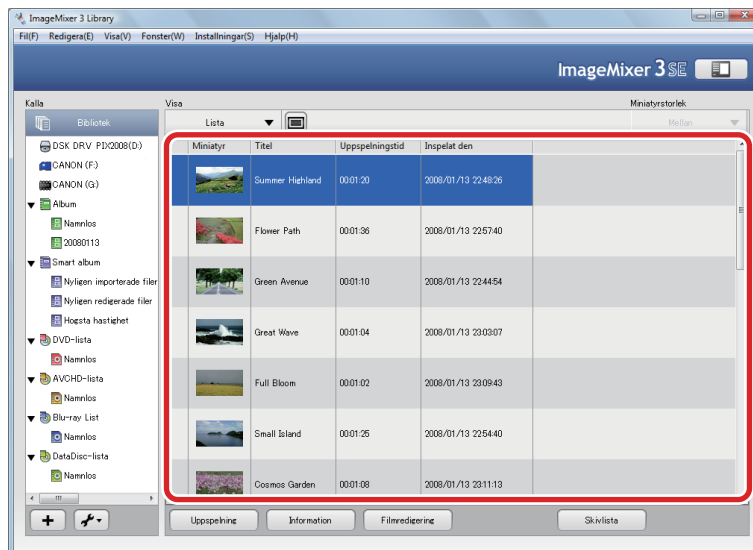 ImageMixer 3 Library
Fil(F) Redigera(E) Visa(V) Fonster(W) Installningar(S) Hjalp(H)
ImageMixer 3 SE
Kalla
Visa
Miniatyrstorlek
Bibliotek
Lista
Mellan
DSK_DRV PIX2008(D:)
CANON (F:)
CANON (G:)
Album
Namnlos
20080113
Smart album
Nyligen importerade filer
Nyligen redigerade filer
Hogsta hastighet
DVD-lista
Namnlos
AVCHD-lista
Namnlos
Blu-ray List
Namnlos
DataDisc-lista
Namnlos
Miniatyr Titel Uppspelningstid Inspelat den
Summer Highland 00:01:20 2008/01/13 22:48:26
Flower Path 00:01:36 2008/01/13 22:57:40
Green Avenue 00:01:10 2008/01/13 22:44:54
Great Wave 00:01:04 2008/01/13 23:03:07
Full Bloom 00:01:02 2008/01/13 23:09:43
Small Island 00:01:25 2008/01/13 22:54:40
Cosmos Garden 00:01:08 2008/01/13 23:11:13
Uppspelning Information Filmredigering Skivlista